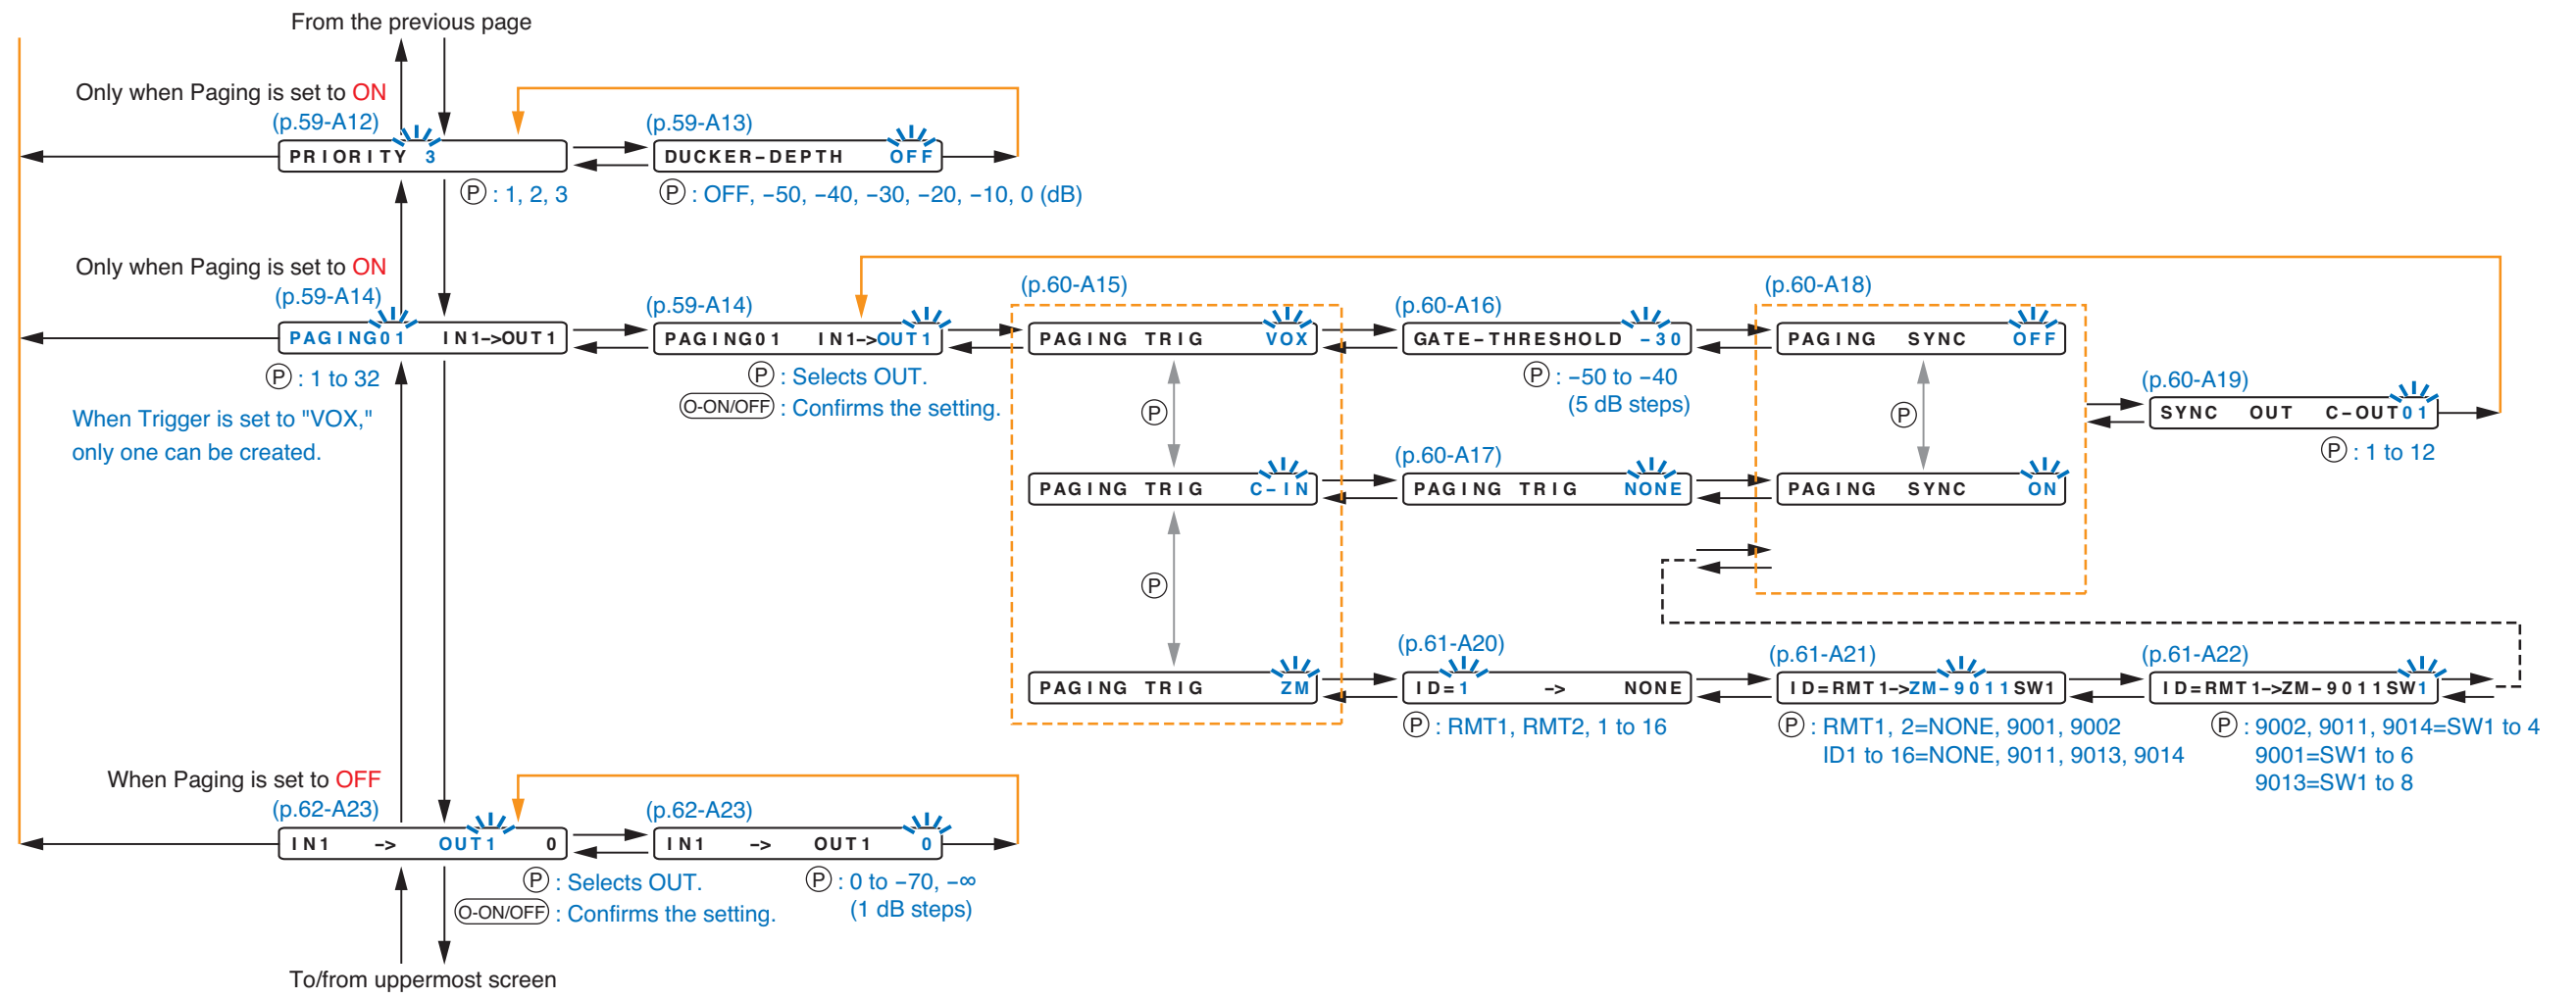 From the previous page
Only when Paging is set to ON
(p.59-A12)
PRIORITY 3
Ⓟ : 1, 2, 3
(p.59-A13)
DUCKER–DEPTH OFF
Ⓟ : OFF, −50, −40, −30, −20, −10, 0 (dB)
Only when Paging is set to ON
(p.59-A14)
PAGING01 IN1–>OUT1
Ⓟ : 1 to 32
When Trigger is set to "VOX,"
only one can be created.
(p.59-A14)
PAGING01 IN1–>OUT1
Ⓟ : Selects OUT.
O-ON/OFF : Confirms the setting.
(p.60-A15)
PAGING TRIG VOX
Ⓟ
PAGING TRIG C–IN
Ⓟ
PAGING TRIG ZM
(p.60-A16)
GATE–THRESHOLD –30
Ⓟ : −50 to −40
(5 dB steps)
(p.60-A17)
PAGING TRIG NONE
(p.60-A18)
PAGING SYNC OFF
Ⓟ
PAGING SYNC ON
(p.60-A19)
SYNC OUT C–OUT01
Ⓟ : 1 to 12
(p.61-A20)
ID=1 –> NONE
Ⓟ : RMT1, RMT2, 1 to 16
(p.61-A21)
ID=RMT1–>ZM–9011SW1
Ⓟ : RMT1, 2=NONE, 9001, 9002
ID1 to 16=NONE, 9011, 9013, 9014
(p.61-A22)
ID=RMT1–>ZM–9011SW1
Ⓟ : 9002, 9011, 9014=SW1 to 4
9001=SW1 to 6
9013=SW1 to 8
When Paging is set to OFF
(p.62-A23)
IN1 –> OUT1 0
Ⓟ : Selects OUT.
O-ON/OFF : Confirms the setting.
(p.62-A23)
IN1 –> OUT1 0
Ⓟ : 0 to −70, −∞
(1 dB steps)
To/from uppermost screen